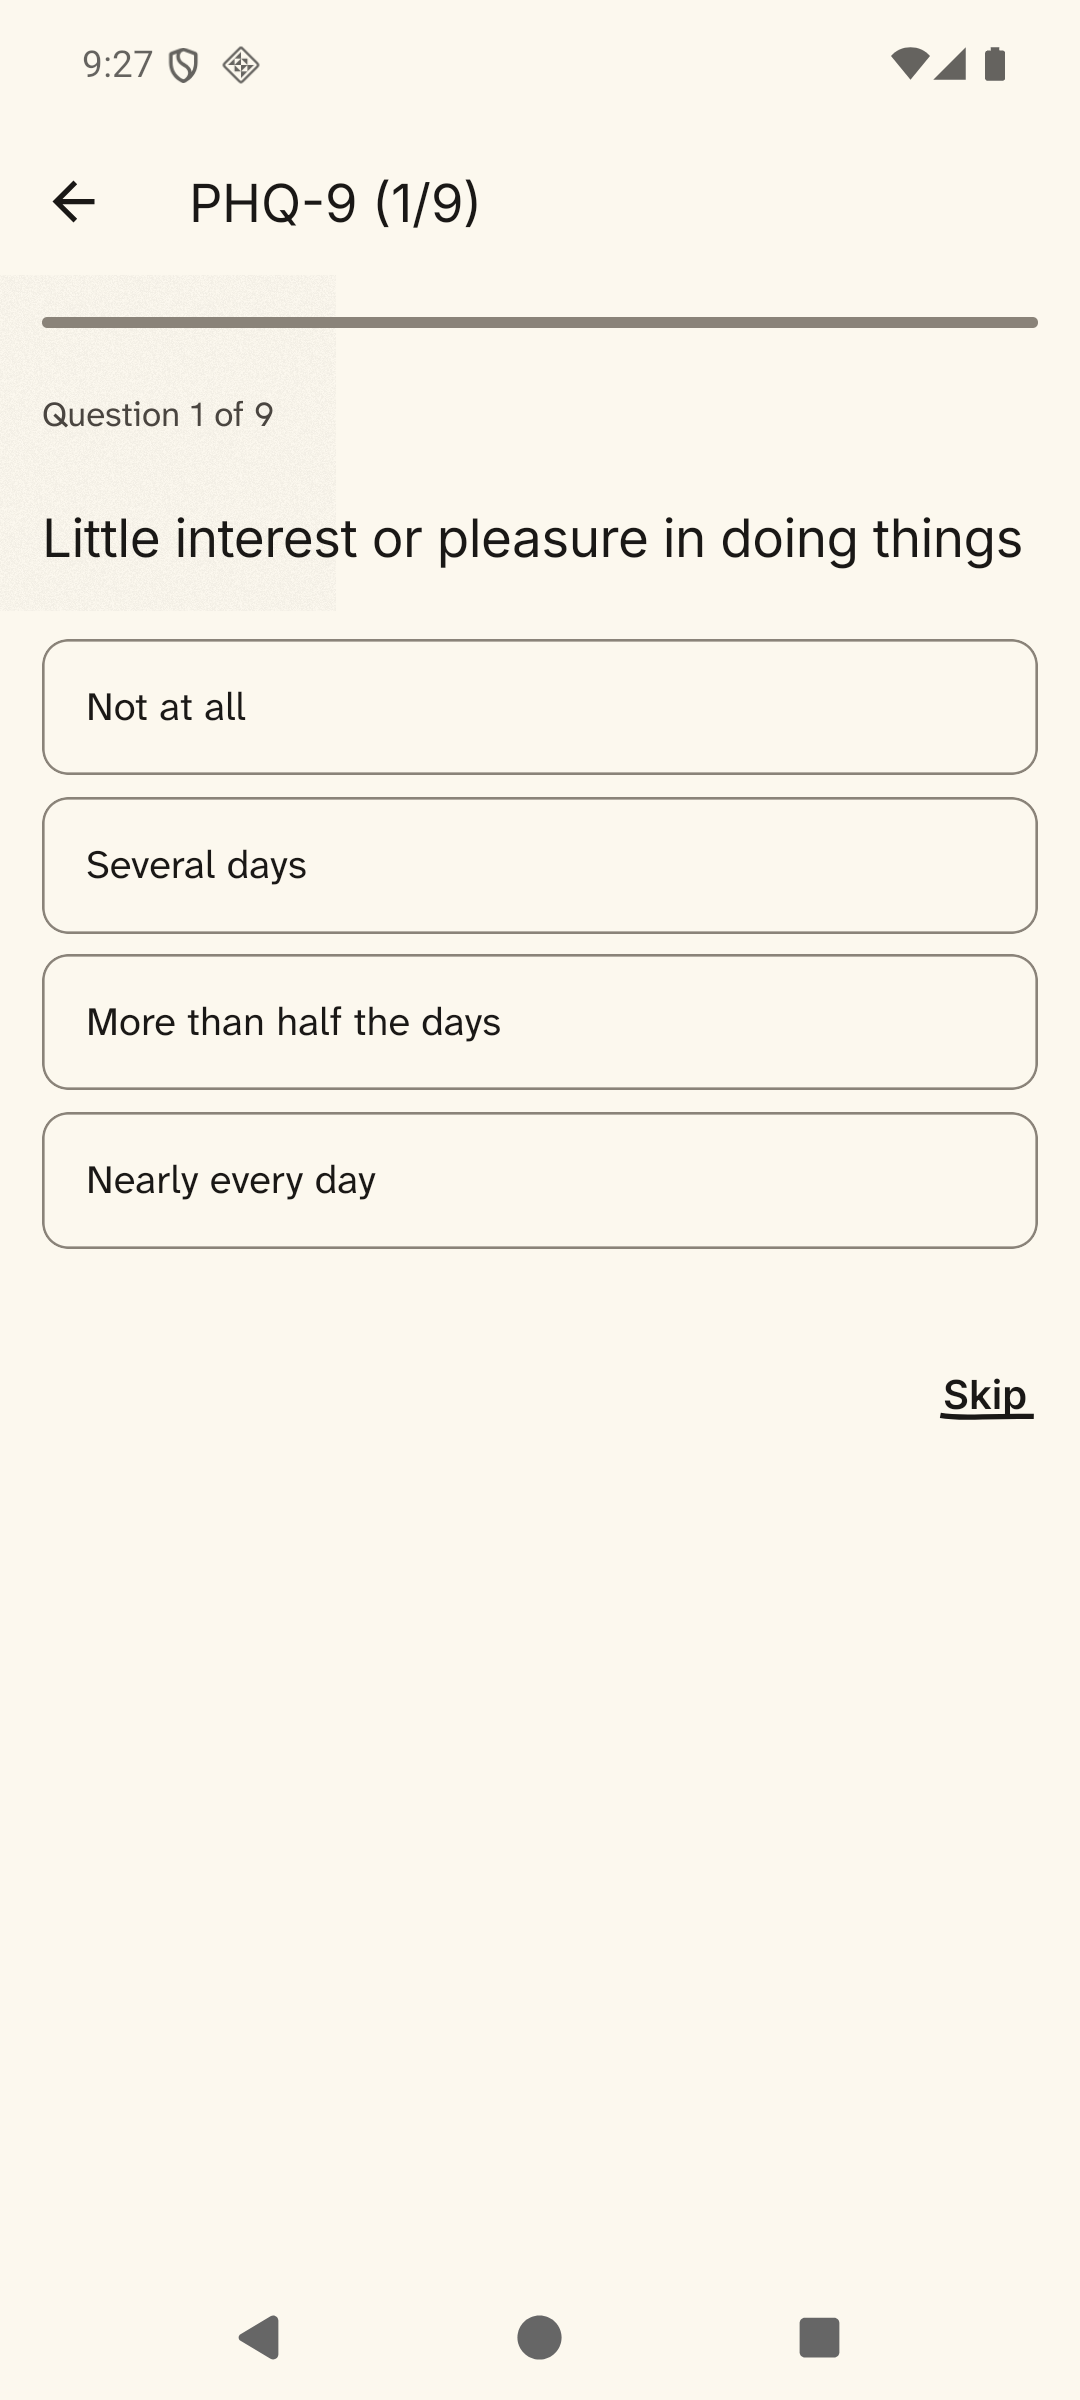 9:27
PHQ-9 (1/9)
Question 1 of 9
Little interest or pleasure in doing things
Not at all
Several days
More than half the days
Nearly every day
Skip